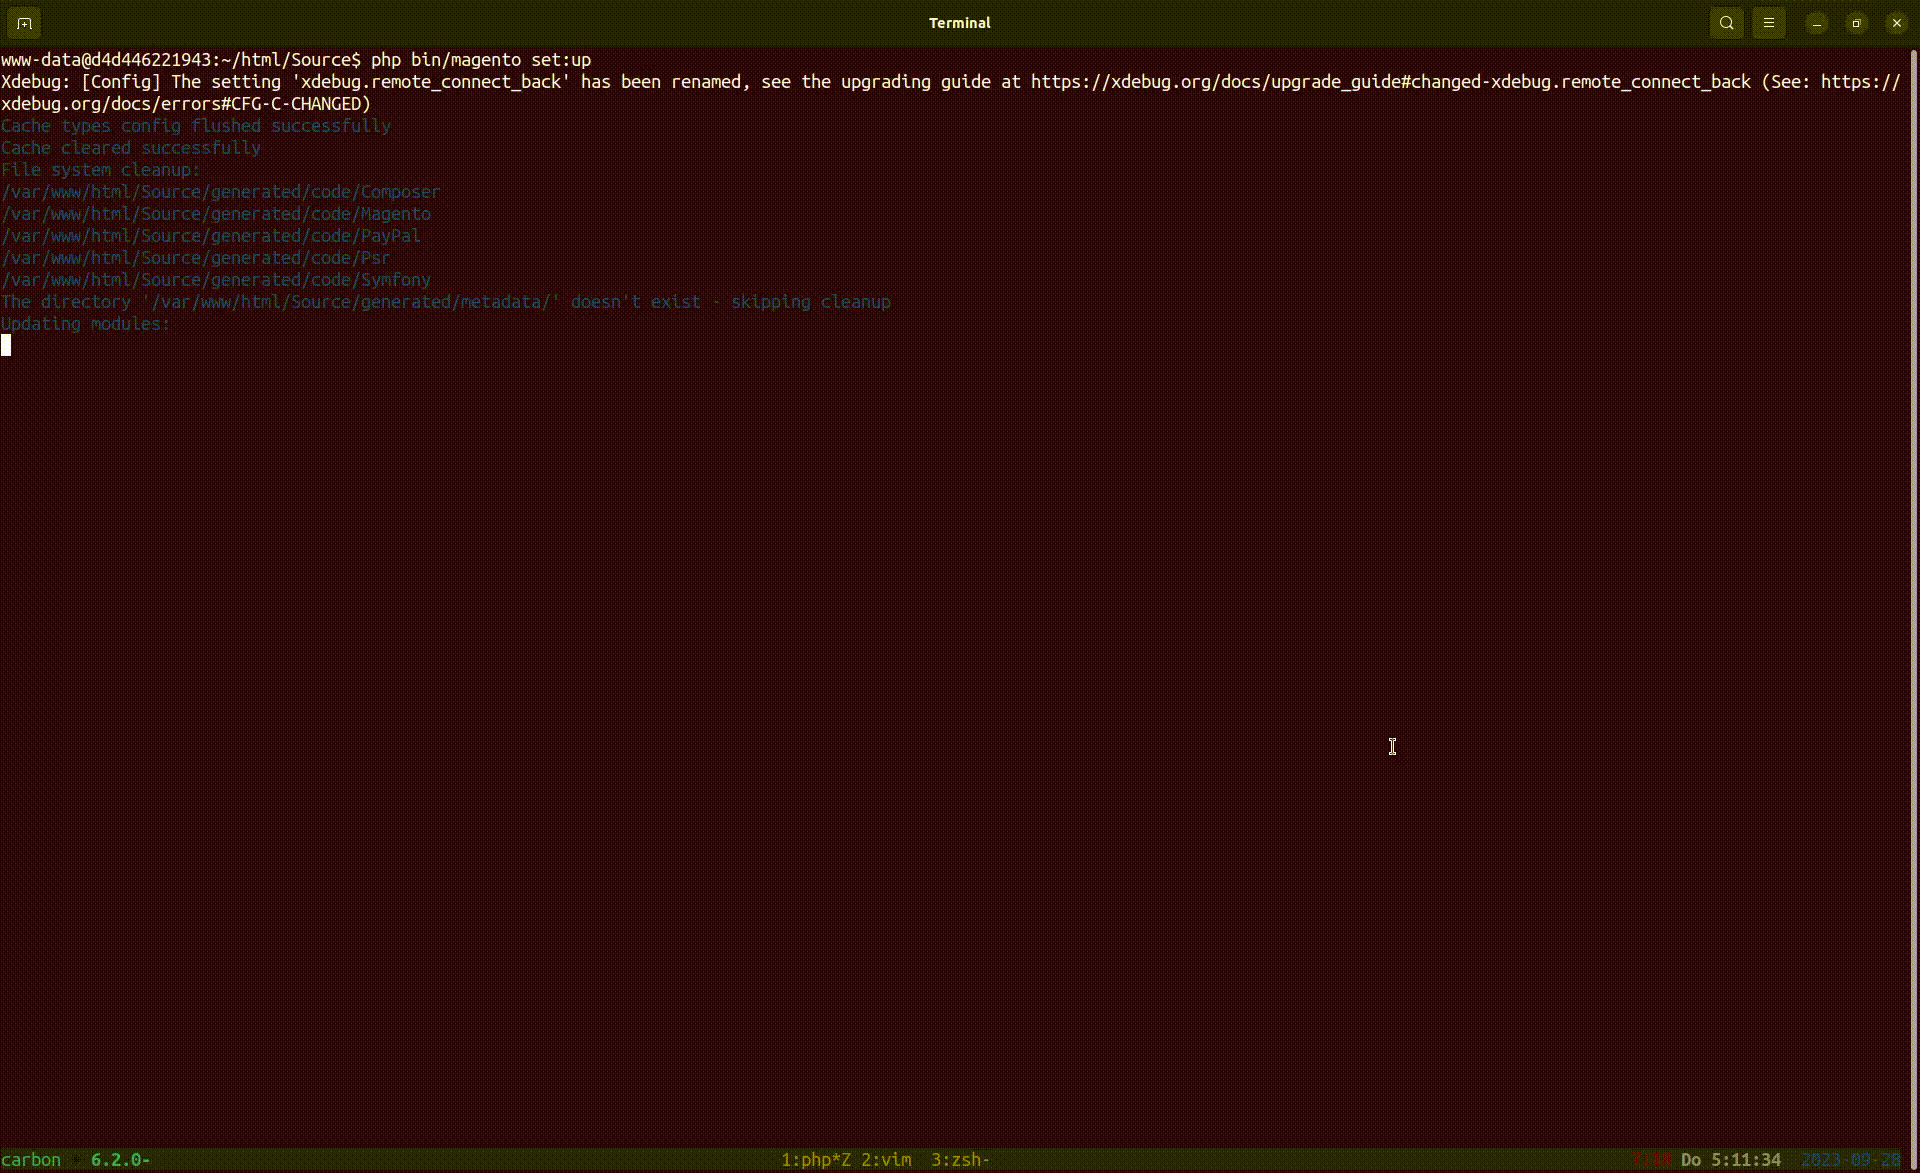 Terminal
www-data@d4d446221943:~/html/Source$ php bin/magento set:up
Xdebug: [Config] The setting 'xdebug.remote_connect_back' has been renamed, see the upgrading guide at https://xdebug.org/docs/upgrade_guide#changed-xdebug.remote_connect_back (See: https://
xdebug.org/docs/errors#CFG-C-CHANGED)
Cache types config flushed successfully
Cache cleared successfully
File system cleanup:
/var/www/html/Source/generated/code/Composer
/var/www/html/Source/generated/code/Magento
/var/www/html/Source/generated/code/PayPal
/var/www/html/Source/generated/code/Psr
/var/www/html/Source/generated/code/Symfony
The directory '/var/www/html/Source/generated/metadata/' doesn't exist - skipping cleanup
Updating modules:
carbon 6.2.0- 1:php*Z 2:vim 3:zsh- Do 5:11:34 2023-09-28